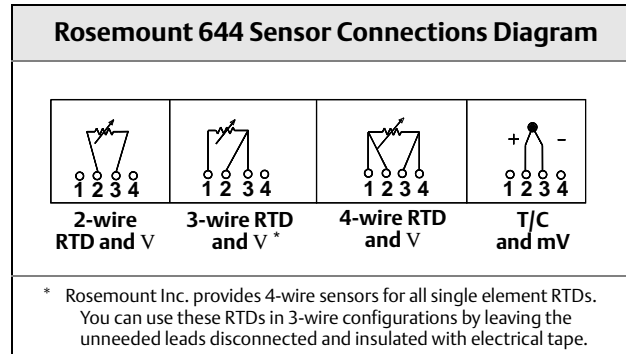 Rosemount 644 Sensor Connections Diagram
+ -
1 2 3 4
1 2 3 4
1 2 3 4
1 2 3 4
2-wire
RTD and V
3-wire RTD
and V *
4-wire RTD
and V
T/C
and mV
* Rosemount Inc. provides 4-wire sensors for all single element RTDs.
You can use these RTDs in 3-wire configurations by leaving the
unneeded leads disconnected and insulated with electrical tape.